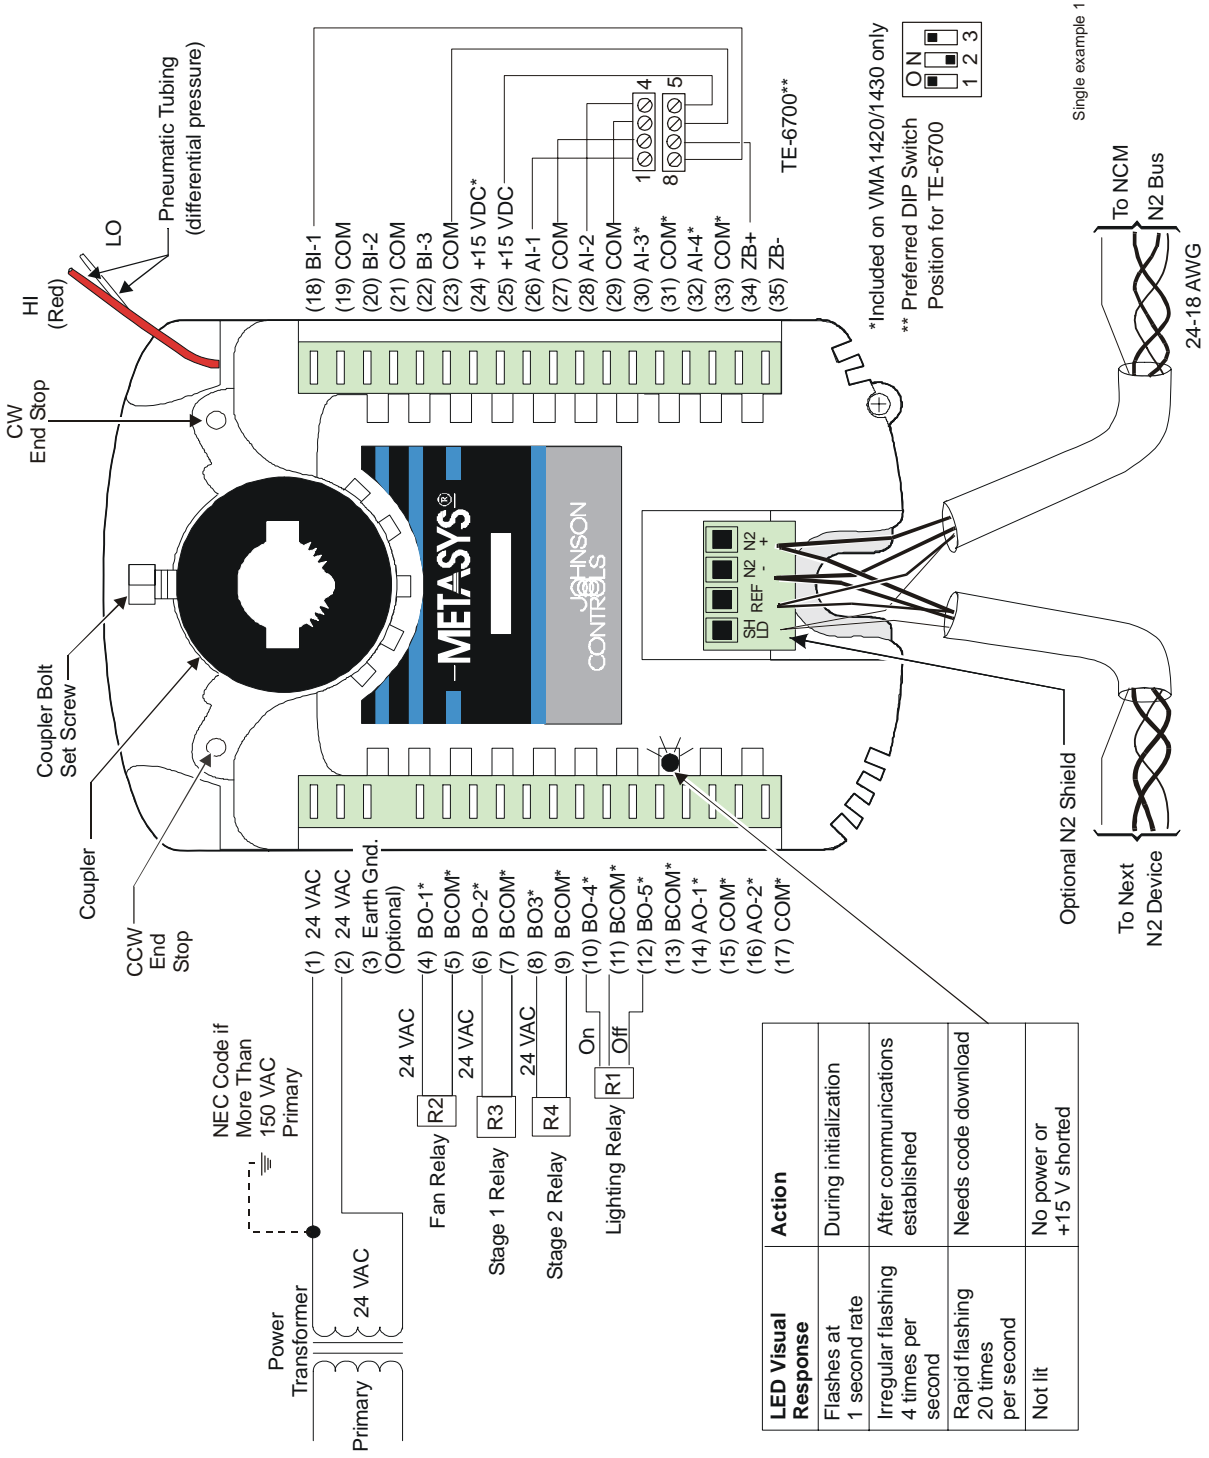 Single example 1
HI
(Red)
LO
Pneumatic Tubing
(differential pressure)
CW
End Stop
Coupler Bolt
Set Screw
Coupler
CCW
End
Stop
(18) BI-1
(19) COM
(20) BI-2
(21) COM
(22) BI-3
(23) COM
(24) +15 VDC*
(25) +15 VDC
(26) AI-1
(27) COM
(28) AI-2
(29) COM
(30) AI-3*
(31) COM*
(32) AI-4*
(33) COM*
(34) ZB+
(35) ZB-
1
4
8
5
TE-6700**
*Included on VMA1420/1430 only
** Preferred DIP Switch
Position for TE-6700
ON
1 2 3
METASYS®
JOHNSON
CONTROLS
SH
LD
REF
N2
-
N2
+
To NCM
N2 Bus
24-18 AWG
To Next
N2 Device
Optional N2 Shield
(1) 24 VAC
(2) 24 VAC
(3) Earth Gnd.
(Optional)
(4) BO-1*
(5) BCOM*
(6) BO-2*
(7) BCOM*
(8) BO3*
(9) BCOM*
(10) BO-4*
(11) BCOM*
(12) BO-5*
(13) BCOM*
(14) AO-1*
(15) COM*
(16) AO-2*
(17) COM*
NEC Code if
More Than
150 VAC
Primary
Power
Transformer
Primary
24 VAC
24 VAC
R2
Fan Relay
24 VAC
R3
Stage 1 Relay
24 VAC
R4
Stage 2 Relay
On
Off
R1
Lighting Relay
LED Visual
Response
Action
Flashes at
1 second rate
During initialization
Irregular flashing
4 times per
second
After communications
established
Rapid flashing
20 times
per second
Needs code download
Not lit
No power or
+15 V shorted